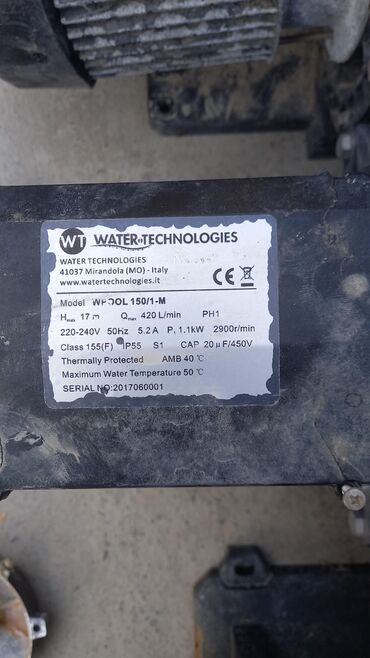 WT WATER TECHNOLOGIES
WATER TECHNOLOGIES
41037 Mirandola (MO) - Italy
www.watertechnologies.it
CE
Model WPOOL 150/1-M
Hmax 17 m Qmax 420 L/min PH1
220-240V 50Hz 5.2 A P2 1.1kW 2900r/min
Class 155(F) IP55 S1 CAP 20 μF/450V
Thermally Protected AMB 40 ℃
Maximum Water Temperature 50 ℃
SERIAL NO:2017060001